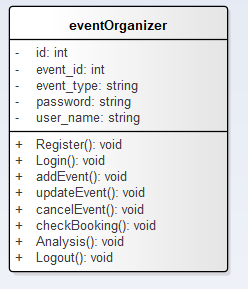 eventOrganizer
- id: int
- event_id: int
- event_type: string
- password: string
- user_name: string
+ Register(): void
+ Login(): void
+ addEvent(): void
+ updateEvent(): void
+ cancelEvent(): void
+ checkBooking(): void
+ Analysis(): void
+ Logout(): void